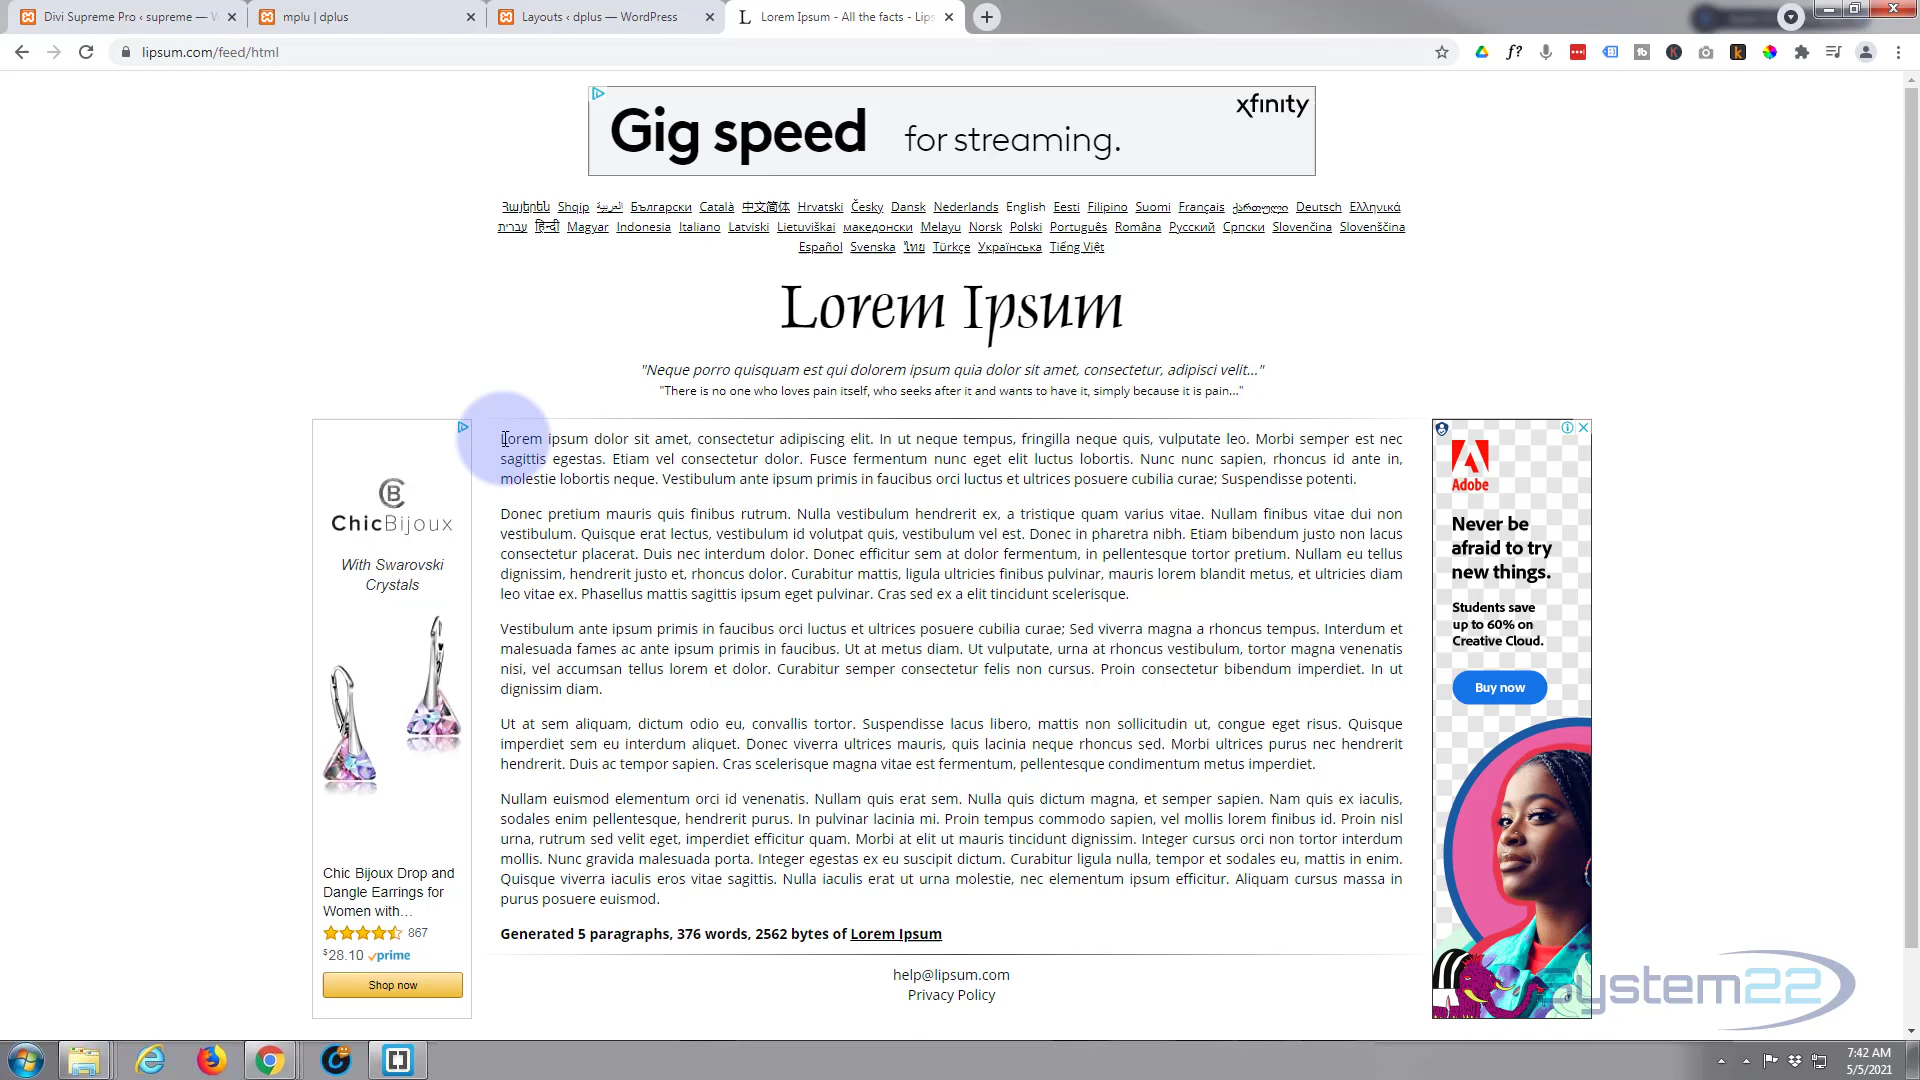 Divi Supreme Pro ‹ supreme — W
mplu | dplus
Layouts ‹ dplus — WordPress
Lorem Ipsum - All the facts - Lips
lipsum.com/feed/html
Gig speed for streaming.
xfinity
Հայերեն Shqip العربية Български Català 中文简体 Hrvatski Česky Dansk Nederlands English Eesti Filipino Suomi Français ქართული Deutsch Ελληνικά
עברית हिन्दी Magyar Indonesia Italiano Latviski Lietuviškai македонски Melayu Norsk Polski Português Româna Pyccкий Српски Slovenčina Slovenščina
Español Svenska ไทย Türkçe Українська Tiếng Việt
Lorem Ipsum
"Neque porro quisquam est qui dolorem ipsum quia dolor sit amet, consectetur, adipisci velit..."
"There is no one who loves pain itself, who seeks after it and wants to have it, simply because it is pain..."
Lorem ipsum dolor sit amet, consectetur adipiscing elit. In ut neque tempus, fringilla neque quis, vulputate leo. Morbi semper est nec
sagittis egestas. Etiam vel consectetur dolor. Fusce fermentum nunc eget elit luctus lobortis. Nunc nunc sapien, rhoncus id ante in,
molestie lobortis neque. Vestibulum ante ipsum primis in faucibus orci luctus et ultrices posuere cubilia curae; Suspendisse potenti.
Donec pretium mauris quis finibus rutrum. Nulla vestibulum hendrerit ex, a tristique quam varius vitae. Nullam finibus vitae dui non
vestibulum. Quisque erat lectus, vestibulum id volutpat quis, vestibulum vel est. Donec in pharetra nibh. Etiam bibendum justo non lacus
consectetur placerat. Duis nec interdum dolor. Donec efficitur sem at dolor fermentum, in pellentesque tortor pretium. Nullam eu tellus
dignissim, hendrerit justo et, rhoncus dolor. Curabitur mattis, ligula ultricies finibus pulvinar, mauris lorem blandit metus, et ultricies diam
leo vitae ex. Phasellus mattis sagittis ipsum eget pulvinar. Cras sed ex a elit tincidunt scelerisque.
Vestibulum ante ipsum primis in faucibus orci luctus et ultrices posuere cubilia curae; Sed viverra magna a rhoncus tempus. Interdum et
malesuada fames ac ante ipsum primis in faucibus. Ut at metus diam. Ut vulputate, urna at rhoncus vestibulum, tortor magna venenatis
nisi, vel accumsan tellus lorem et dolor. Curabitur semper consectetur felis non cursus. Proin consectetur bibendum imperdiet. In ut
dignissim diam.
Ut at sem aliquam, dictum odio eu, convallis tortor. Suspendisse lacus libero, mattis non sollicitudin ut, congue eget risus. Quisque
imperdiet sem eu interdum aliquet. Donec viverra ultrices mauris, quis lacinia neque rhoncus sed. Morbi ultrices purus nec hendrerit
hendrerit. Duis ac tempor sapien. Cras scelerisque magna vitae est fermentum, pellentesque condimentum metus imperdiet.
Nullam euismod elementum orci id venenatis. Nullam quis erat sem. Nulla quis dictum magna, et semper sapien. Nam quis ex iaculis,
sodales enim pellentesque, hendrerit purus. In pulvinar lacinia mi. Proin tempus commodo sapien, vel mollis lorem finibus id. Proin nisl
urna, rutrum sed velit eget, imperdiet efficitur quam. Morbi at elit ut mauris tincidunt dignissim. Integer cursus orci non tortor interdum
mollis. Nunc gravida malesuada porta. Integer egestas ex eu suscipit dictum. Curabitur ligula nulla, tempor et sodales eu, mattis in enim.
Quisque viverra iaculis eros vitae sagittis. Nulla iaculis erat ut urna molestie, nec elementum ipsum efficitur. Aliquam cursus massa in
purus posuere euismod.
Generated 5 paragraphs, 376 words, 2562 bytes of Lorem Ipsum
help@lipsum.com
Privacy Policy
ChicBijoux
With Swarovski
Crystals
Chic Bijoux Drop and
Dangle Earrings for
Women with...
867
$28.10 prime
Shop now
Adobe
Never be
afraid to try
new things.
Students save
up to 60% on
Creative Cloud.
Buy now
System22
7:42 AM
5/5/2021